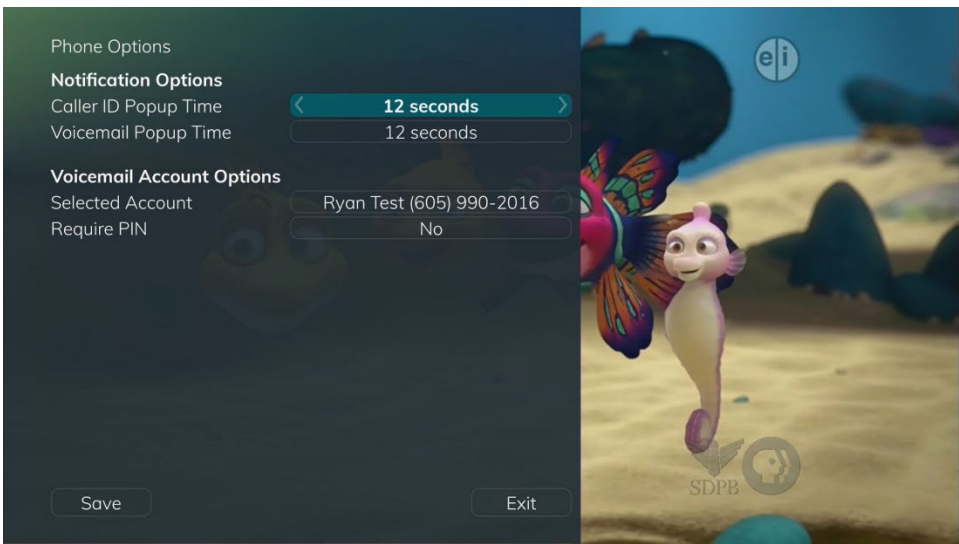 Phone Options
Notification Options
Caller ID Popup Time 12 seconds
Voicemail Popup Time 12 seconds
Voicemail Account Options
Selected Account Ryan Test (605) 990-2016
Require PIN No
Save Exit
e|i
SDPB